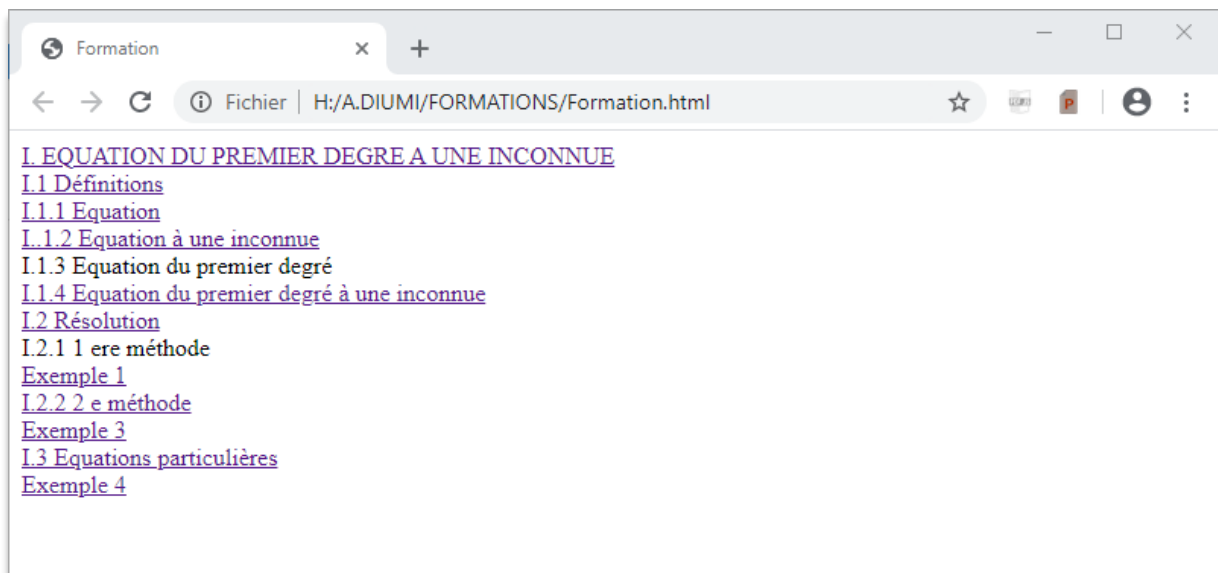 Formation
Fichier H:/A.DIUMI/FORMATIONS/Formation.html
P
I. EQUATION DU PREMIER DEGRE A UNE INCONNUE
I.1 Définitions
I.1.1 Equation
I..1.2 Equation à une inconnue
I.1.3 Equation du premier degré
I.1.4 Equation du premier degré à une inconnue
I.2 Résolution
I.2.1 1 ere méthode
Exemple 1
I.2.2 2 e méthode
Exemple 3
I.3 Equations particulières
Exemple 4